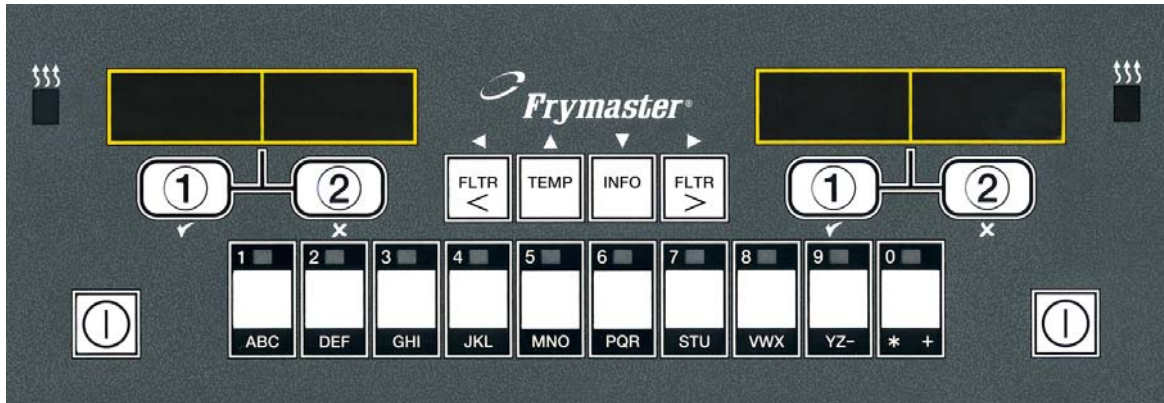 Frymaster®
FLTR < TEMP INFO FLTR >
1 2 1 2
1 2 3 4 5 6 7 8 9 0
ABC DEF GHI JKL MNO PQR STU VWX YZ- * +